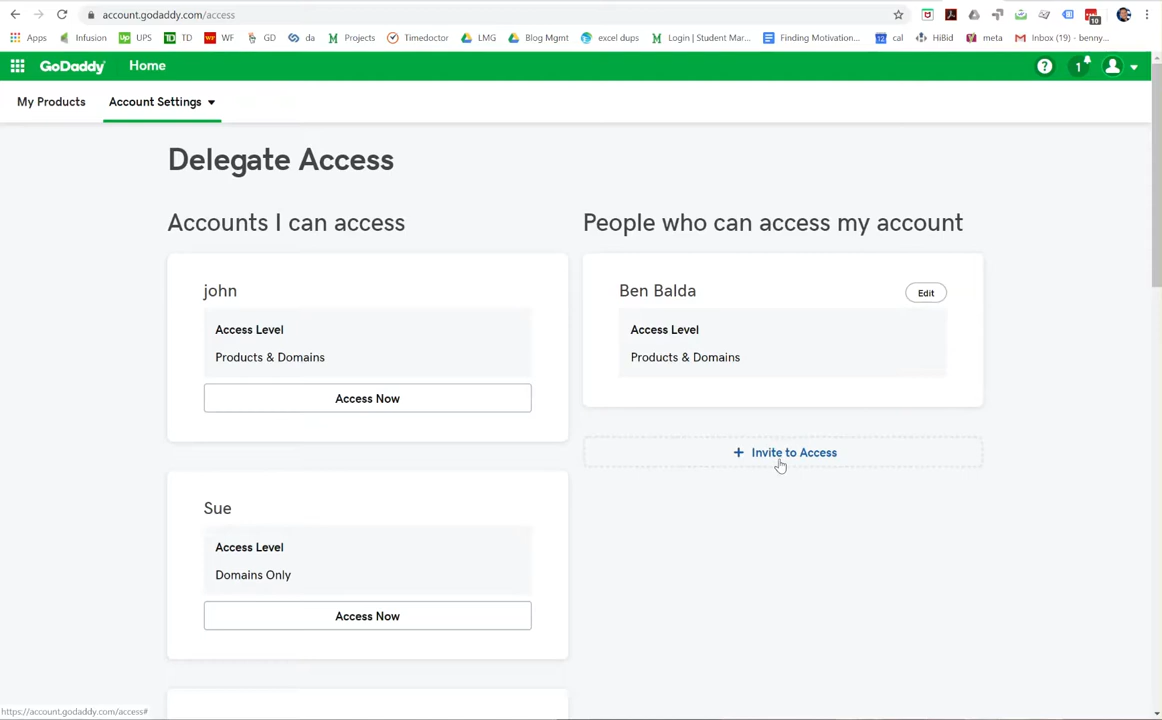 account.godaddy.com/access
10
Apps Infusion UPS TD WF GD da Projects Timedoctor LMG Blog Mgmt excel dups Login | Student Mar... Finding Motivation... cal HiBid meta Inbox (19) - benny...
GoDaddy Home ? 1
My Products Account Settings
Delegate Access
Accounts I can access
People who can access my account
john
Access Level
Products & Domains
Access Now
Ben Balda
Edit
Access Level
Products & Domains
+ Invite to Access
Sue
Access Level
Domains Only
Access Now
https://account.godaddy.com/access#